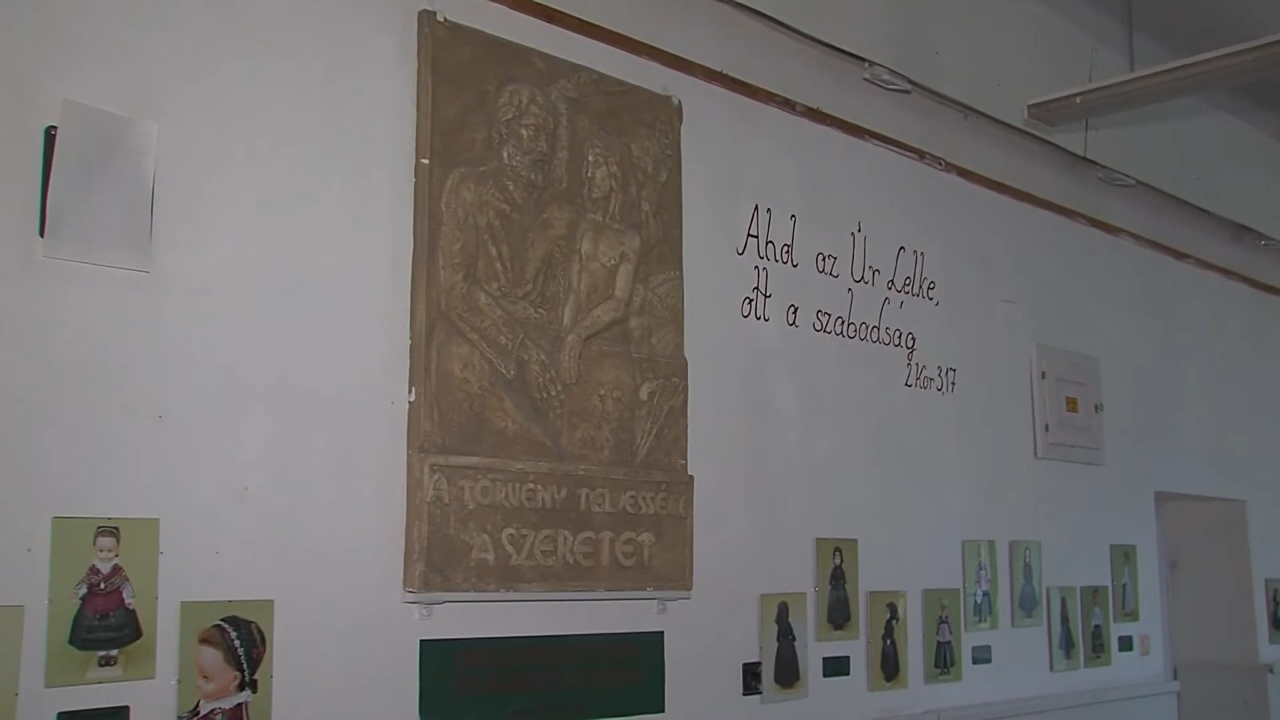 A TÖRVÉNY TELJESSÉGE
A SZERETET
Ahol az Úr Lelke,
ott a szabadság
2Kor 3,17